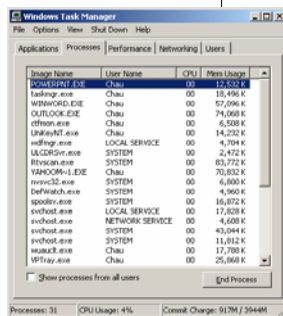 Windows Task Manager
File Options View Shut Down Help
Applications Processes Performance Networking Users
Image Name User Name CPU Mem Usage
POWERPNT.EXE Chau 00 12,532 K
taskmgr.exe Chau 00 18,496 K
WINWORD.EXE Chau 00 57,096 K
OUTLOOK.EXE Chau 00 74,068 K
ctfmon.exe Chau 00 6,508 K
UniKeyNT.exe Chau 00 14,232 K
wdfmgr.exe LOCAL SERVICE 00 4,704 K
ULCDRSvr.exe SYSTEM 00 2,472 K
Rtvscan.exe SYSTEM 00 83,772 K
YAHOOM~1.EXE Chau 00 70,832 K
nvsvc32.exe SYSTEM 00 6,800 K
DefWatch.exe SYSTEM 00 4,960 K
spoolsv.exe SYSTEM 00 16,872 K
svchost.exe LOCAL SERVICE 00 17,828 K
svchost.exe NETWORK SERVICE 00 4,608 K
svchost.exe SYSTEM 00 43,044 K
svchost.exe SYSTEM 00 11,812 K
wuauclt.exe Chau 00 17,788 K
VPTray.exe Chau 00 25,868 K
Show processes from all users End Process
Processes: 31 CPU Usage: 4% Commit Charge: 917M / 3944M